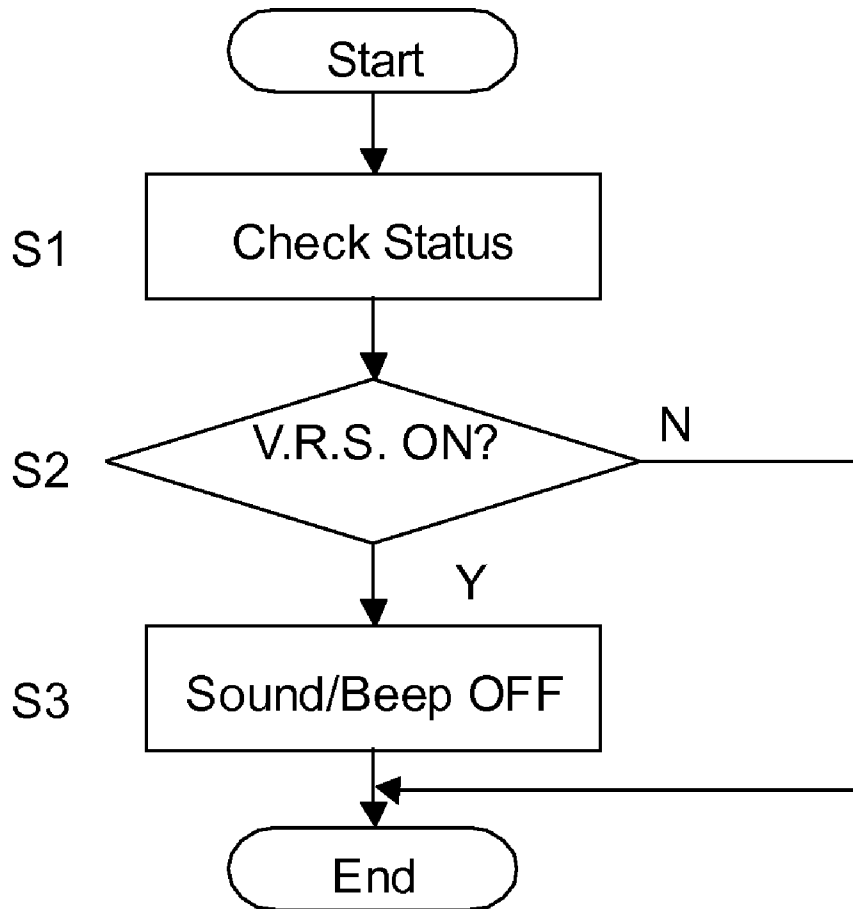 Start
S1
Check Status
S2
V.R.S. ON?
N
Y
S3
Sound/Beep OFF
End